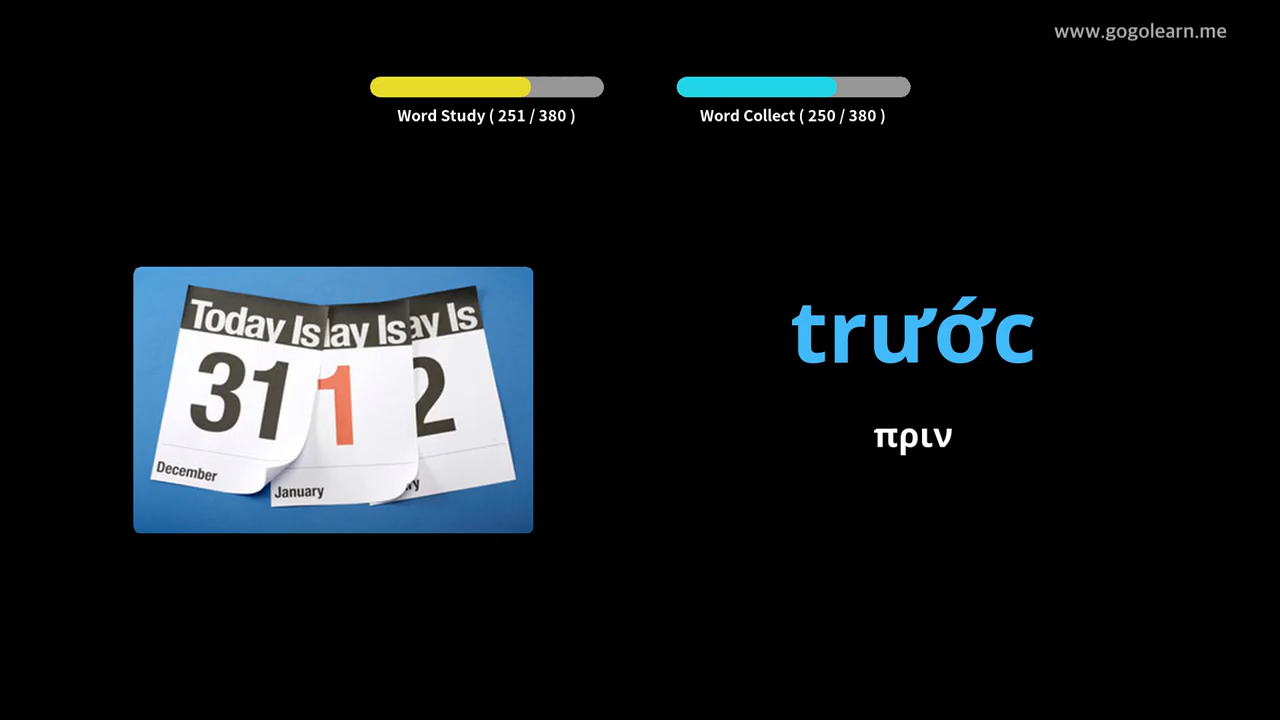 www.gogolearn.me
Word Study ( 251 / 380 )
Word Collect ( 250 / 380 )
Today Is
31
December
ay Is
1
January
ay Is
2
ry
trước
πριν